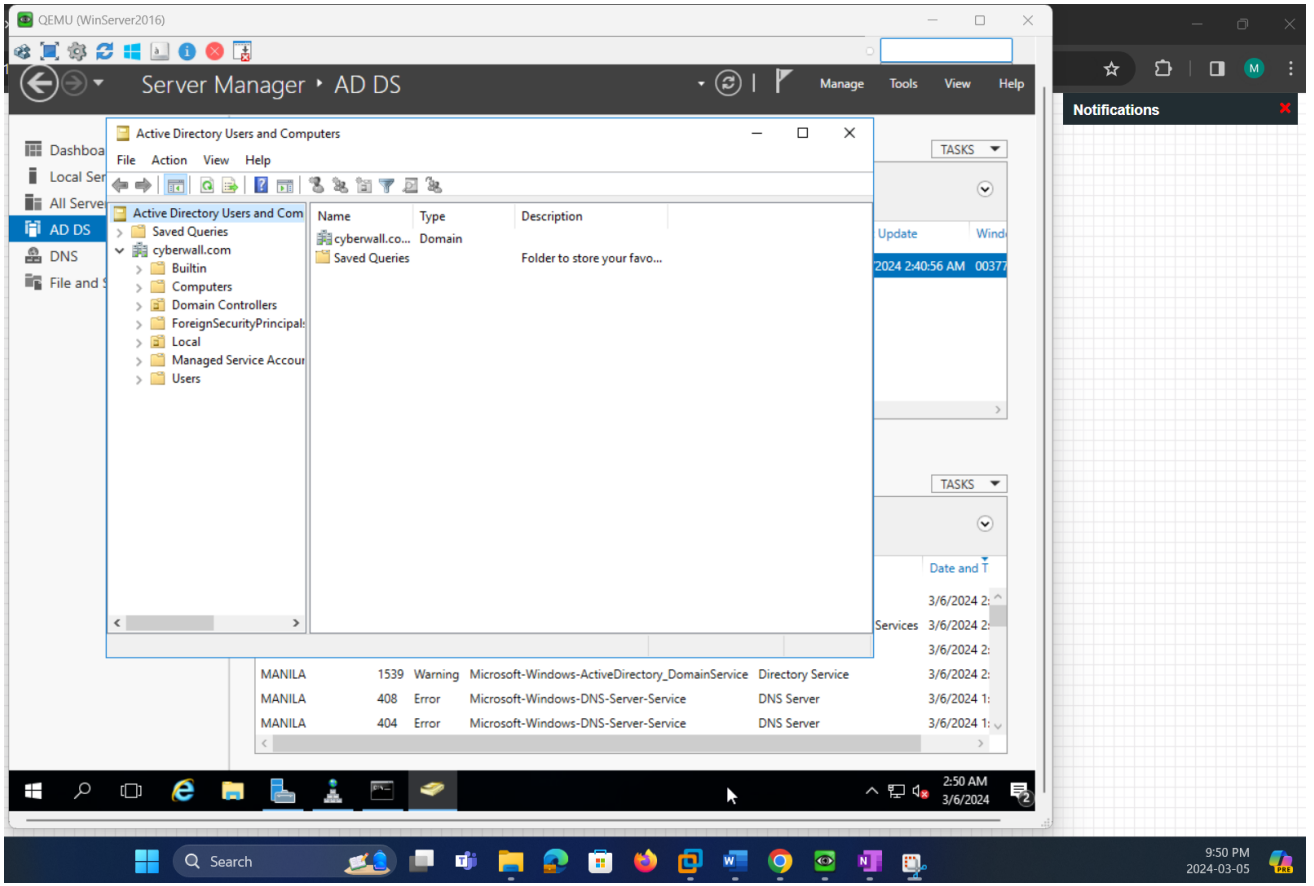 QEMU (WinServer2016)
Server Manager ‣ AD DS
Manage Tools View Help
Notifications
M
Dashboa
Local Ser
All Serve
AD DS
DNS
File and S
Active Directory Users and Computers
File Action View Help
Active Directory Users and Com
Saved Queries
cyberwall.com
Builtin
Computers
Domain Controllers
ForeignSecurityPrincipals
Local
Managed Service Accour
Users
Name Type Description
cyberwall.co... Domain
Saved Queries Folder to store your favo...
TASKS
Update Windo
2024 2:40:56 AM 00377
TASKS
Date and T
3/6/2024 2:
Services 3/6/2024 2:
3/6/2024 2:
MANILA 1539 Warning Microsoft-Windows-ActiveDirectory_DomainService Directory Service 3/6/2024 2:
MANILA 408 Error Microsoft-Windows-DNS-Server-Service DNS Server 3/6/2024 1:
MANILA 404 Error Microsoft-Windows-DNS-Server-Service DNS Server 3/6/2024 1:
2:50 AM
3/6/2024
2
Search
9:50 PM
2024-03-05
PRE